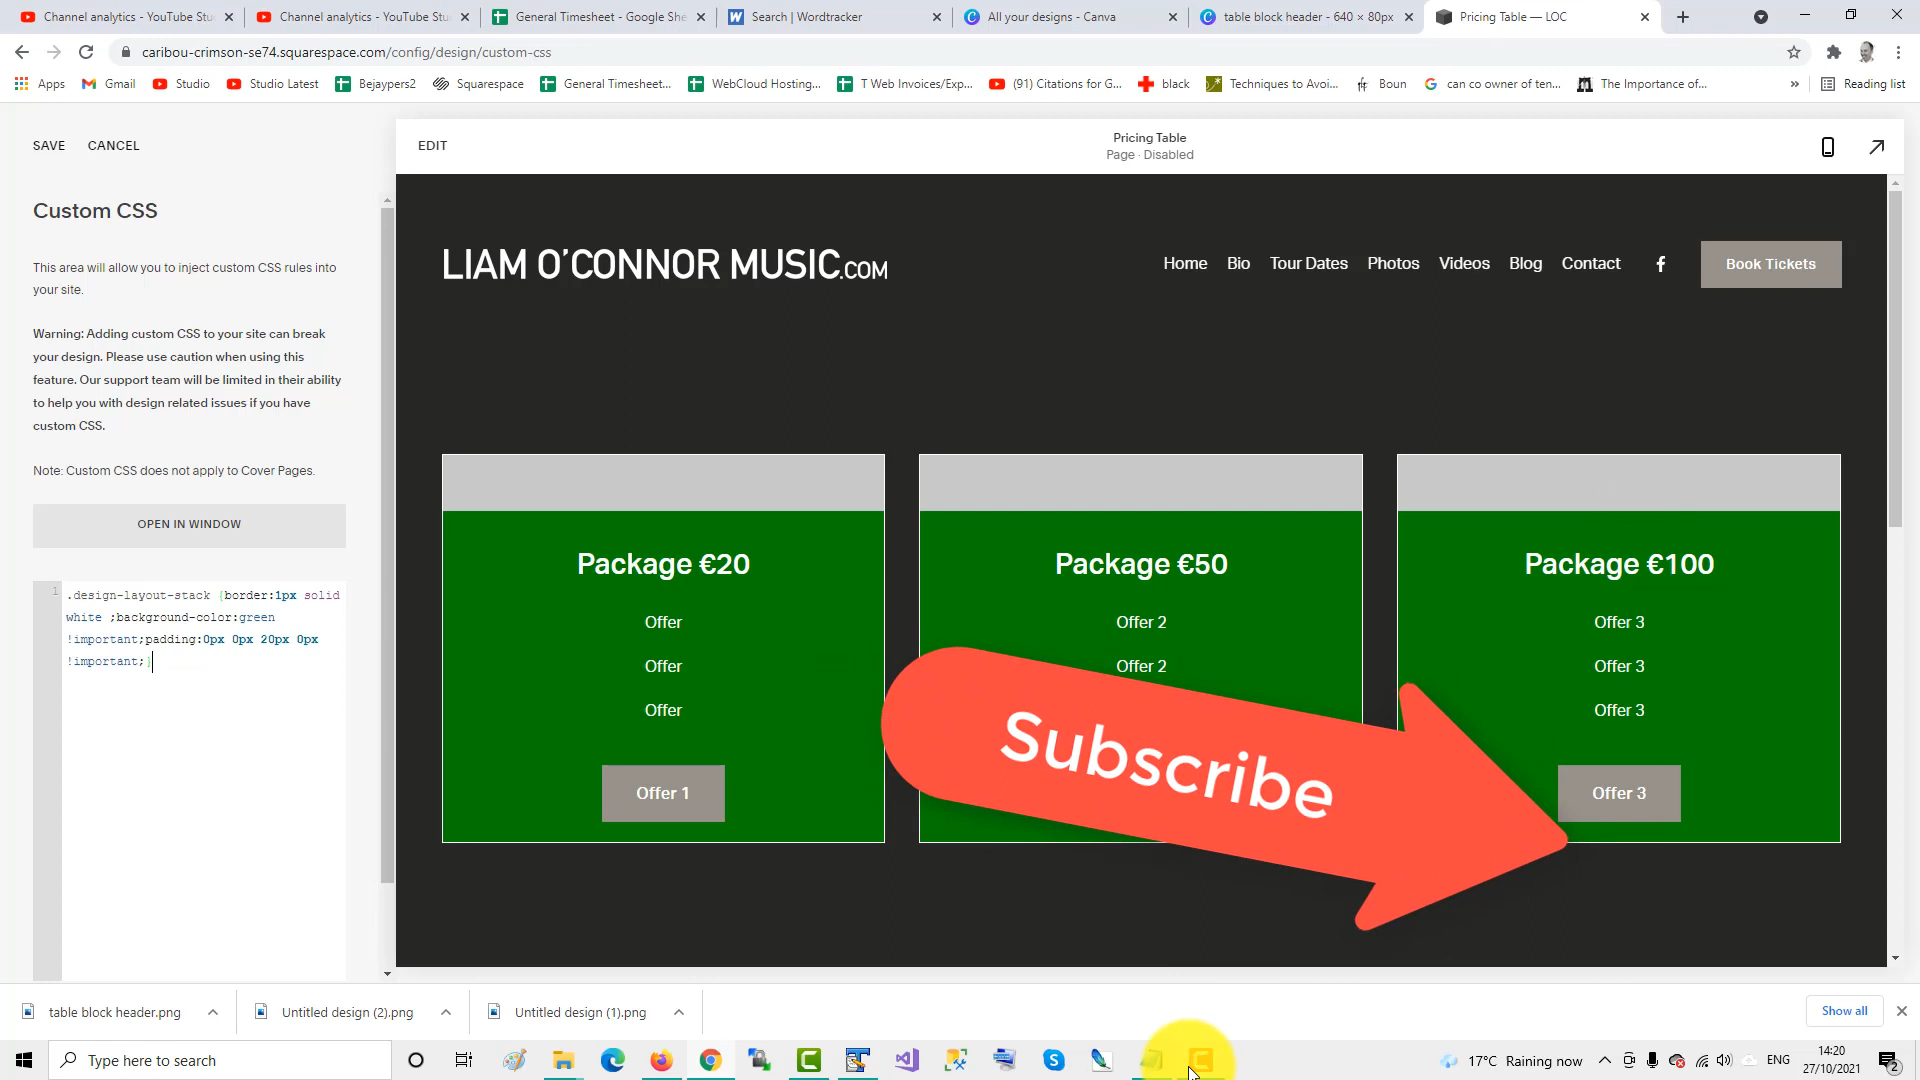 Channel analytics - YouTube Stu
Channel analytics - YouTube Stu
General Timesheet - Google She
Search | Wordtracker
All your designs - Canva
table block header - 640 × 80px
Pricing Table — LOC
caribou-crimson-se74.squarespace.com/config/design/custom-css
Apps
Gmail
Studio
Studio Latest
Bejaypers2
Squarespace
General Timesheet...
WebCloud Hosting...
T Web Invoices/Exp...
(91) Citations for G...
black
Techniques to Avoi...
Boun
can co owner of ten...
The Importance of...
»
Reading list
SAVE
CANCEL
EDIT
Pricing Table
Page · Disabled
Custom CSS
This area will allow you to inject custom CSS rules into
your site.
Warning: Adding custom CSS to your site can break
your design. Please use caution when using this
feature. Our support team will be limited in their ability
to help you with design related issues if you have
custom CSS.
Note: Custom CSS does not apply to Cover Pages.
OPEN IN WINDOW
1
.design-layout-stack {border:1px solid
white ;background-color:green
!important;padding:0px 0px 20px 0px
!important;}
LIAM O'CONNOR MUSIC.COM
Home
Bio
Tour Dates
Photos
Videos
Blog
Contact
Book Tickets
Package €20
Offer
Offer
Offer
Offer 1
Package €50
Offer 2
Offer 2
Package €100
Offer 3
Offer 3
Offer 3
Offer 3
Subscribe
table block header.png
Untitled design (2).png
Untitled design (1).png
Show all
Type here to search
17°C Raining now
ENG
14:20
27/10/2021
2